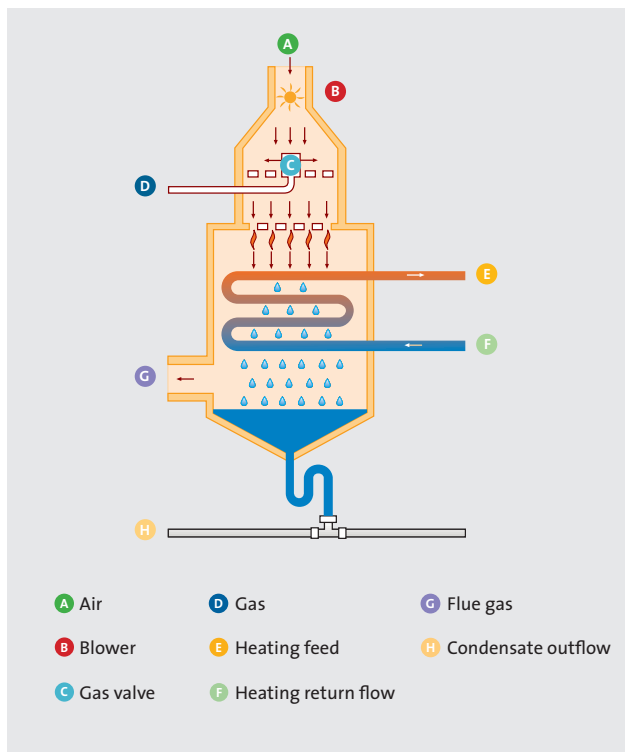 A
B
C
D
E
F
G
H
A Air
D Gas
G Flue gas
B Blower
E Heating feed
H Condensate outflow
C Gas valve
F Heating return flow